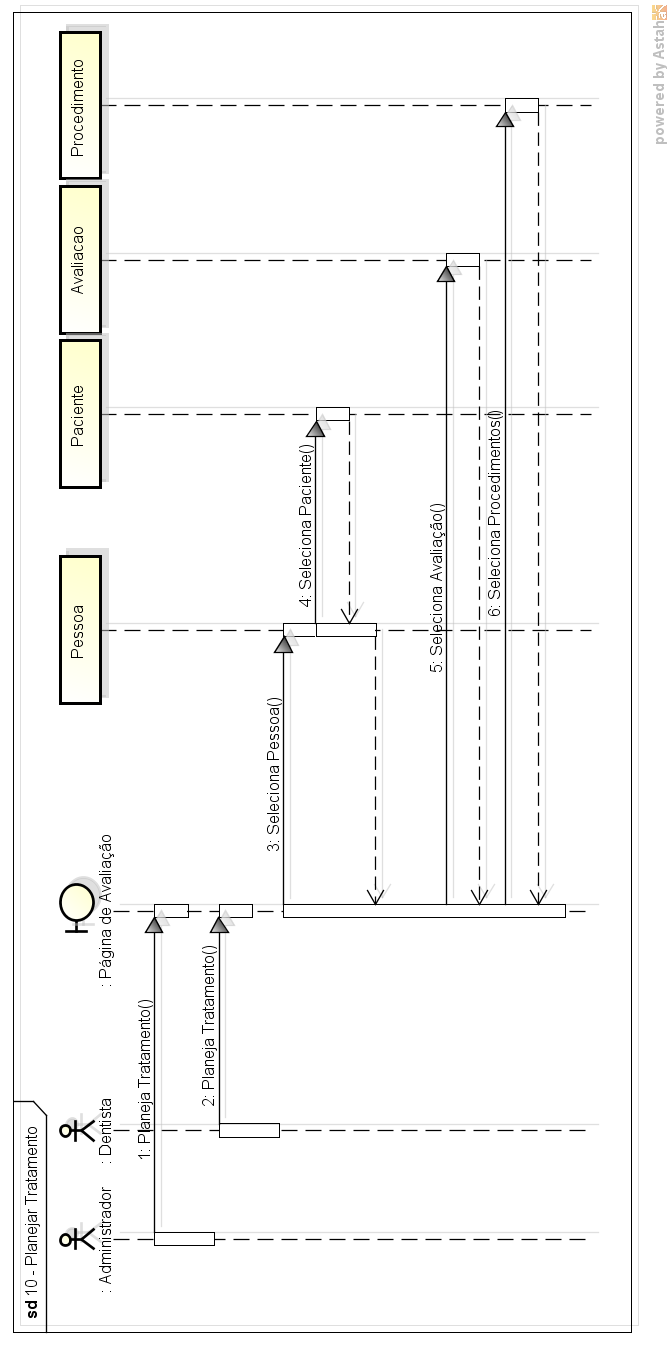 sd 10 - Planejar Tratamento
: Administrador
: Dentista
: Página de Avaliação
Pessoa
Paciente
Avaliacao
Procedimento
1: Planeja Tratamento()
2: Planeja Tratamento()
3: Seleciona Pessoa()
4: Seleciona Paciente()
5: Seleciona Avaliação()
6: Seleciona Procedimentos()
powered by Astah